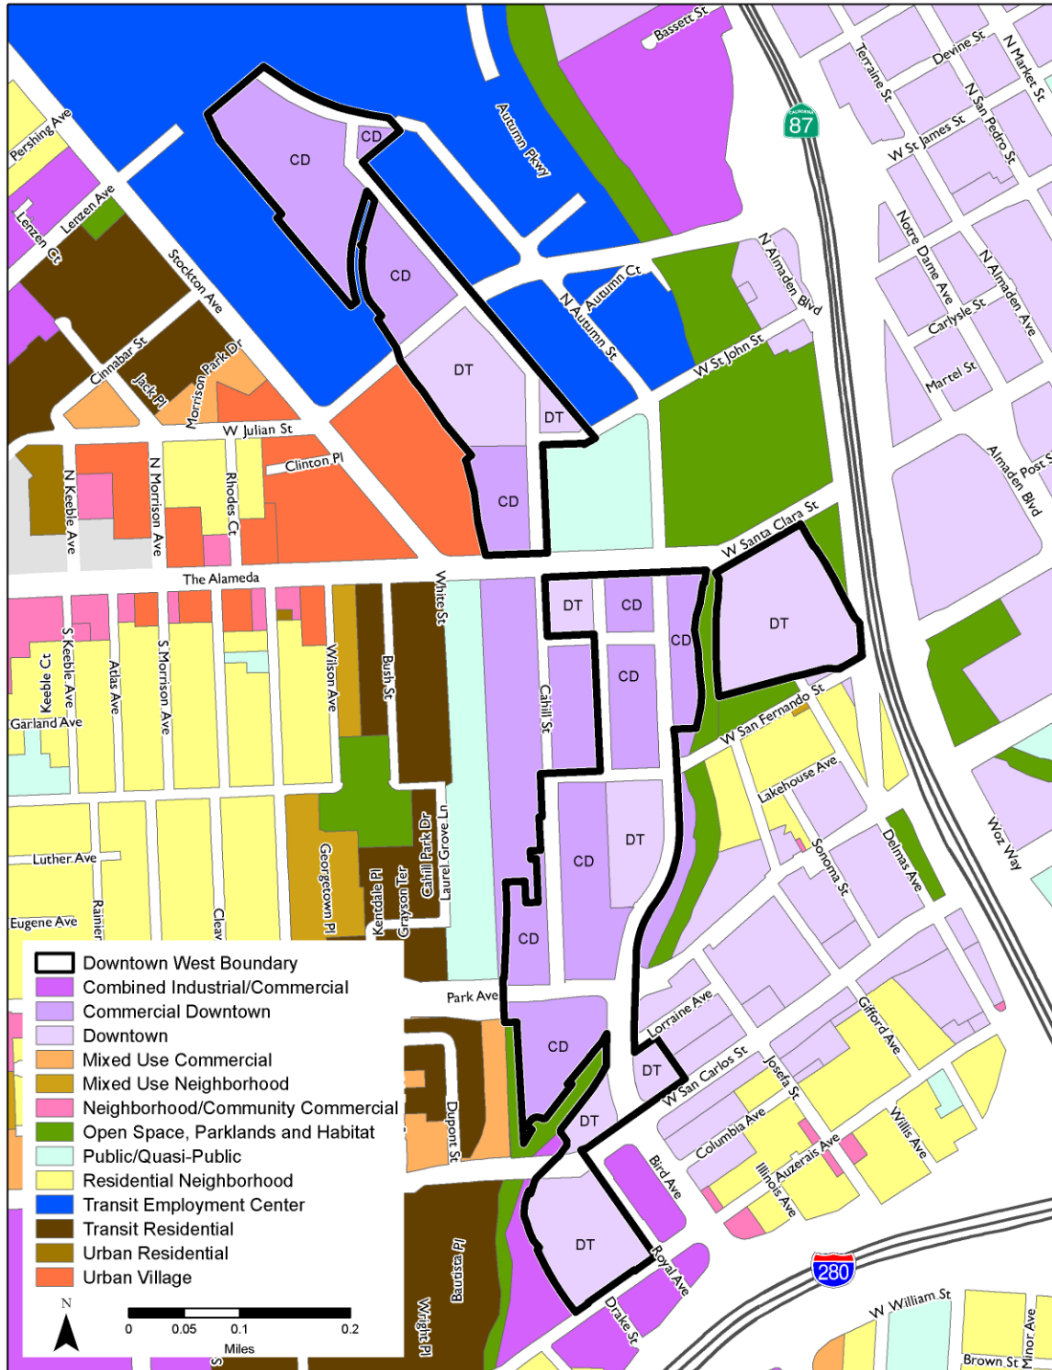 Bassett St
Terraine St
Devine St
N Market St
N San Pedro St
W St James St
CALIFORNIA
87
Autumn Pkwy
Pershing Ave
Lenzen Ave
Lenzen Ct
Stockton Ave
CD
CD
CD
Notre Dame Ave
N Almaden Ave
N Almaden Blvd
Carlysle St
Martel St
Autumn Ct
N Autumn St
W St John St
Cinnabar St
Jack Pl
Morrison Park Dr
DT
DT
W Julian St
Clinton Pl
N Keeble Ave
N Morrison Ave
Rhodes Ct
CD
Almaden Blvd
Post S
W Santa Clara St
The Alameda
White St
DT
CD
CD
DT
CD
Keeble Ct
S Keeble Ave
Atlas Ave
S Morrison Ave
Wilson Ave
Bush St
Cahill St
Garland Ave
W San Fernando St
Lakehouse Ave
Sonoma St
Delmas Ave
Woz Way
Luther Ave
Eugene Ave
Rainier
Cleav
Georgetown Pl
Kentdale Pl
Grayson Ter
Cahill Park Dr
Laurel Grove Ln
CD
DT
CD
Park Ave
Lorraine Ave
Gifford Ave
CD
DT
DT
W San Carlos St
Josefa St
Columbia Ave
Willis Ave
Auzerais Ave
Illinois Ave
Dupont St
Bird Ave
DT
Royal Ave
Drake St
Bautista Pl
Wright Pl
S
280
W William St
Brown St
Minor Ave
Downtown West Boundary
Combined Industrial/Commercial
Commercial Downtown
Downtown
Mixed Use Commercial
Mixed Use Neighborhood
Neighborhood/Community Commercial
Open Space, Parklands and Habitat
Public/Quasi-Public
Residential Neighborhood
Transit Employment Center
Transit Residential
Urban Residential
Urban Village
N
0 0.05 0.1 0.2
Miles